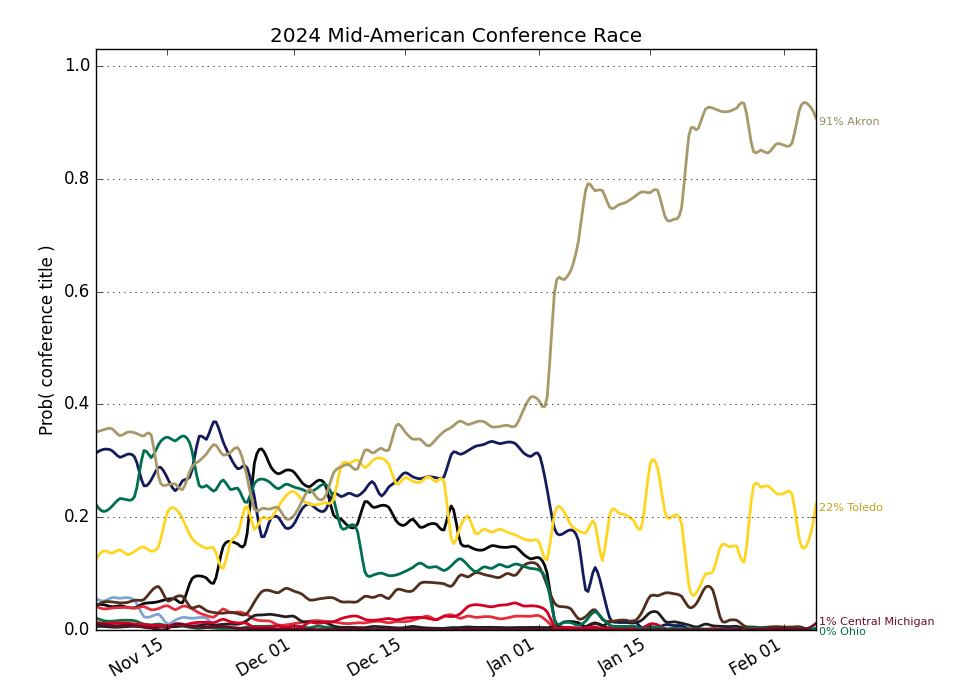 2024 Mid-American Conference Race
Prob( conference title )
1.0
0.8
0.6
0.4
0.2
0.0
Nov 15
Dec 01
Dec 15
Jan 01
Jan 15
Feb 01
91% Akron
22% Toledo
1% Central Michigan
0% Ohio